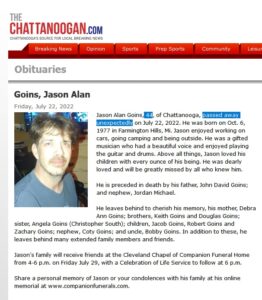 THE
CHATTANOOGAN.COM
CHATTANOOGA'S SOURCE FOR LOCAL BREAKING NEWS
Breaking News Opinion Sports Prep Sports Community Leisu
Obituaries
Goins, Jason Alan
Friday, July 22, 2022
Jason Alan Goins, 44 of Chattanooga, passed away
unexpectedly on July 22, 2022. He was born on Oct. 6,
1977 in Farmington Hills, Mi. Jason enjoyed working on
cars, going camping and being outside. He was a gifted
musician who had a beautiful voice and enjoyed playing
the guitar and drums. Above all things, Jason loved his
children with every ounce of his being. He was dearly
loved and will be greatly missed by all who knew him.
He is preceded in death by his father, John David Goins;
and nephew, Jordan Michael.
He leaves behind to cherish his memory, his mother, Debra
Ann Goins; brothers, Keith Goins and Douglas Goins;
sister, Angela Goins (Christopher South); children, Jacob Goins, Robert Goins and
Zachary Goins; nephew, Coty Goins; and uncle, Bobby Goins. In addition to these, he
leaves behind many extended family members and friends.
Jason's family will receive friends at the Cleveland Chapel of Companion Funeral Home
from 4-6 p.m. on Friday July 29, with a Celebration of Life Service to follow at 6 p.m.
Share a personal memory of Jason or your condolences with his family at his online
memorial at www.companionfunerals.com.